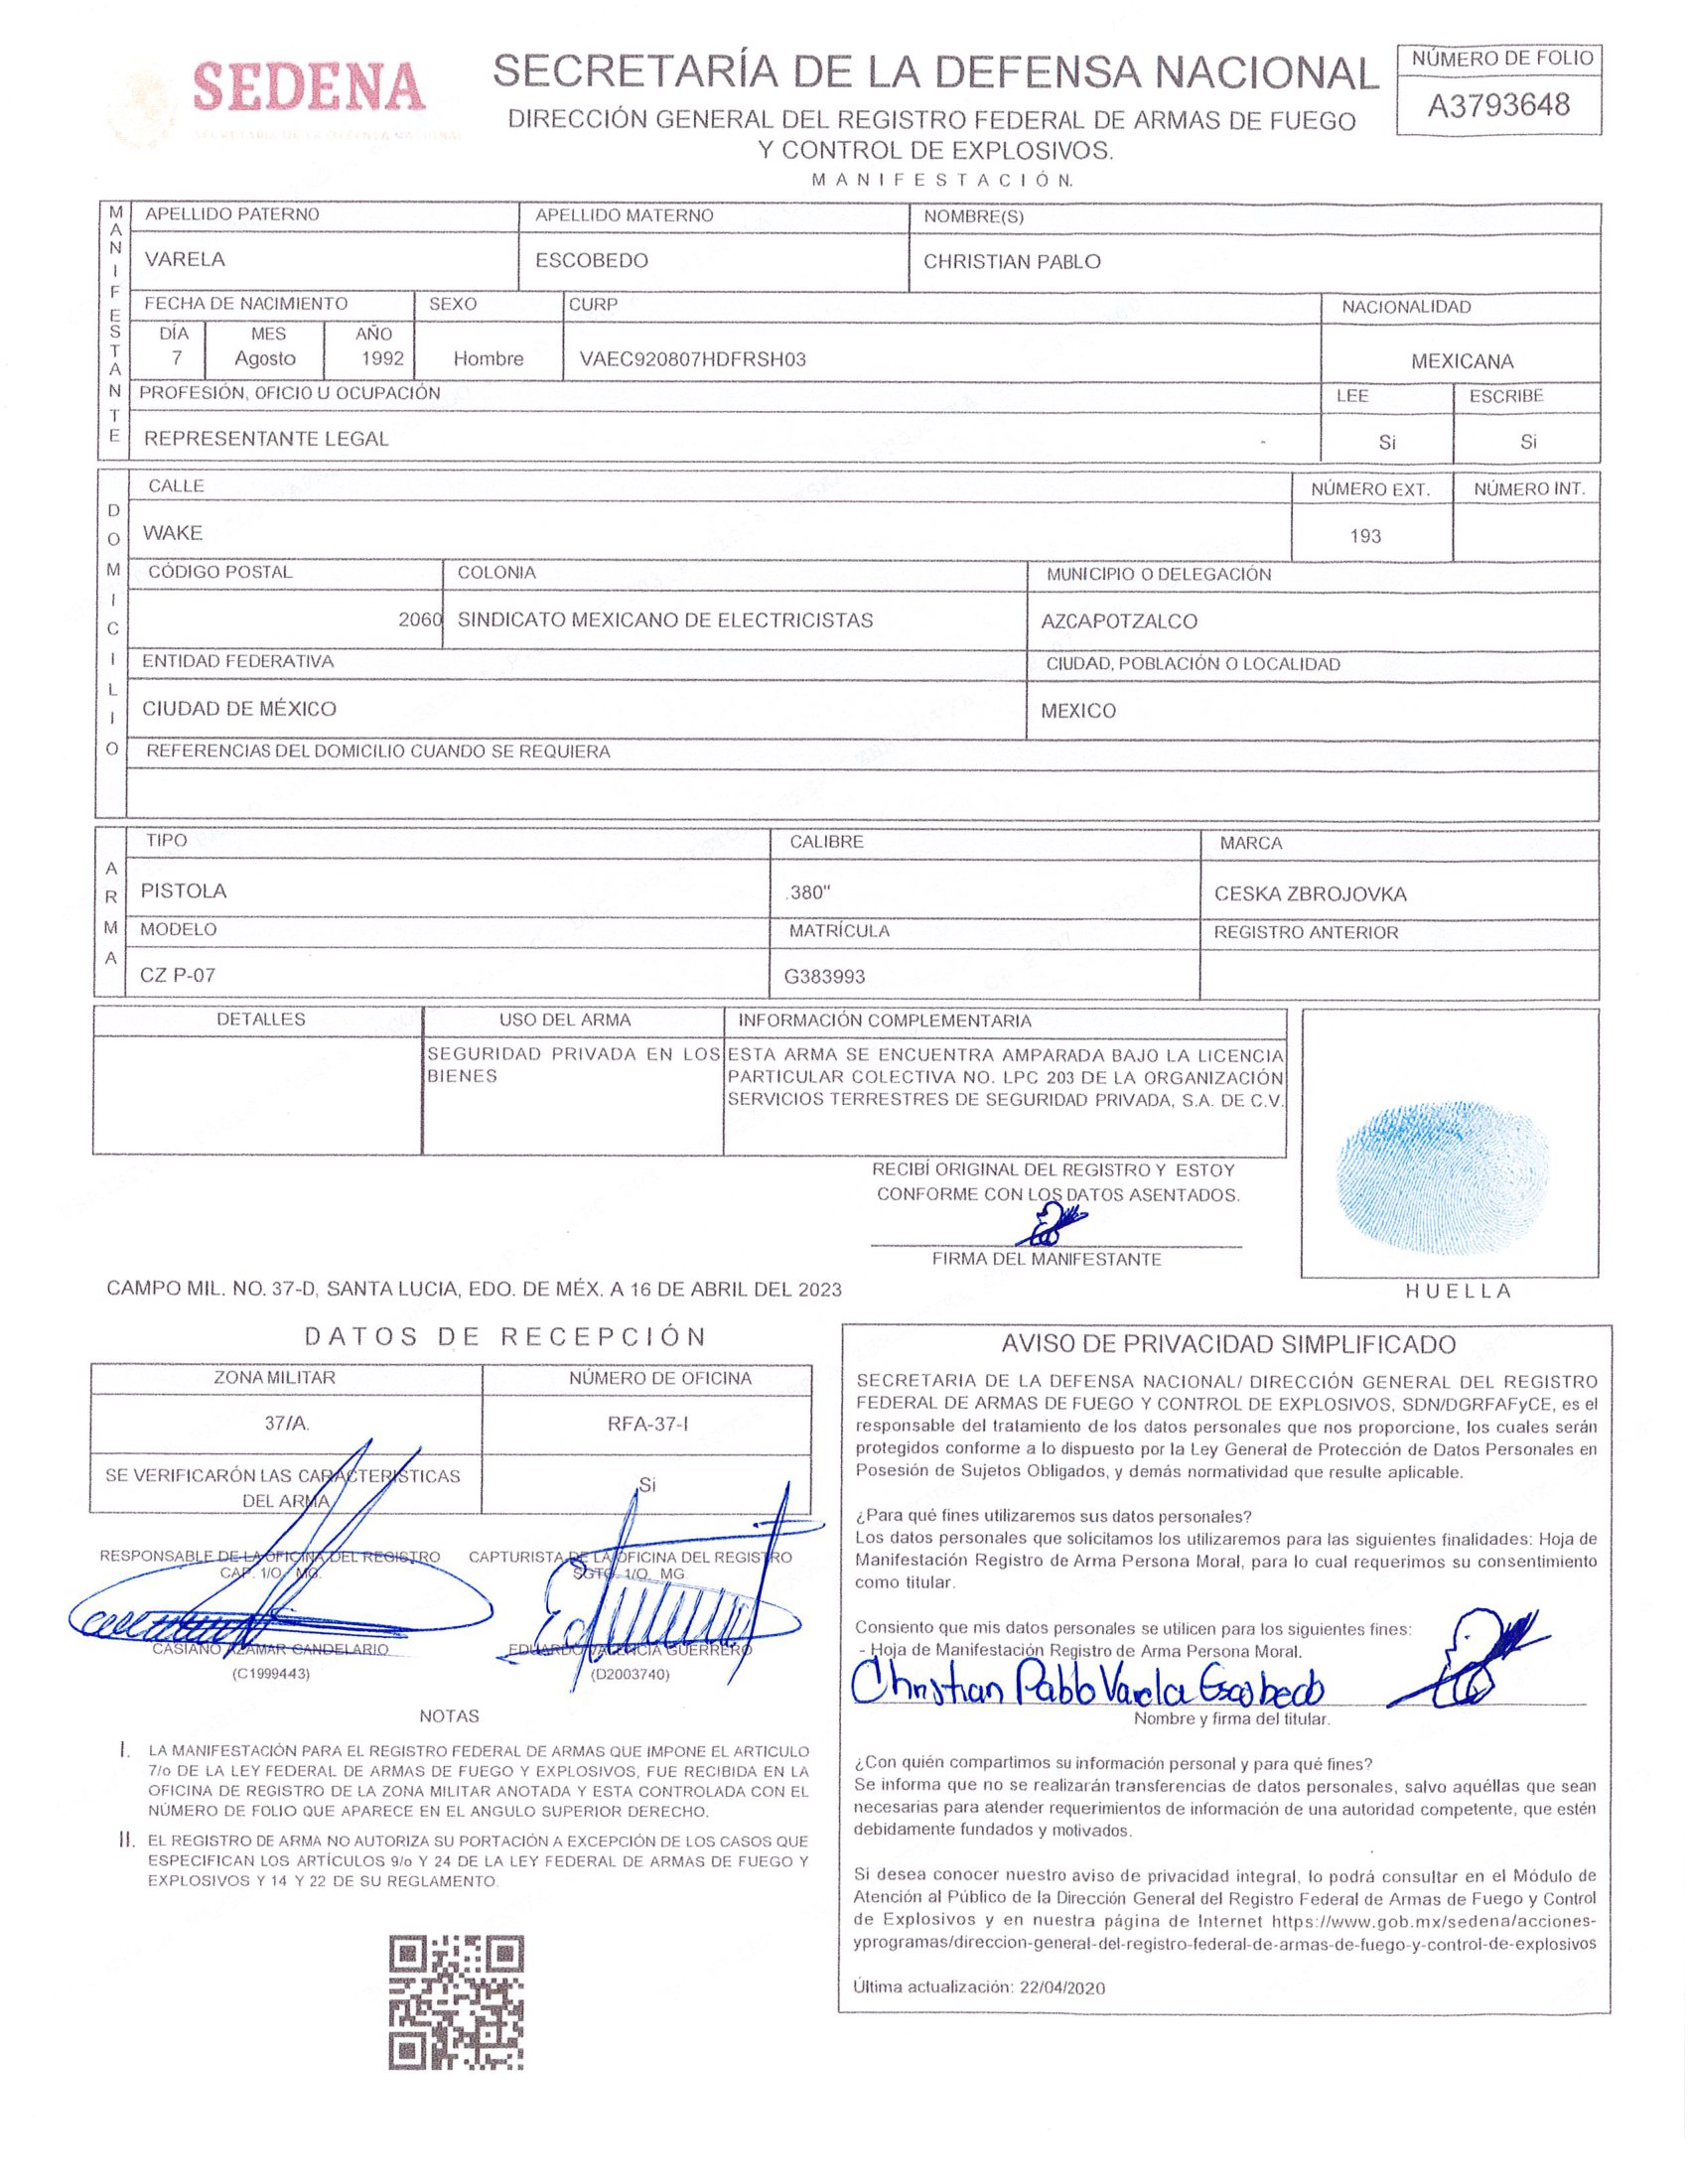 SEDENA
SECRETARÍA DE LA DEFENSA NACIONAL
SECRETARÍA DE LA DEFENSA NACIONAL
DIRECCIÓN GENERAL DEL REGISTRO FEDERAL DE ARMAS DE FUEGO
Y CONTROL DE EXPLOSIVOS.
MANIFESTACIÓN.
NÚMERO DE FOLIO
A3793648
MANIFESTANTE
APELLIDO PATERNO APELLIDO MATERNO NOMBRE(S)
VARELA ESCOBEDO CHRISTIAN PABLO
FECHA DE NACIMIENTO SEXO CURP NACIONALIDAD
DÍA MES AÑO
7 Agosto 1992 Hombre VAEC920807HDFRSH03 MEXICANA
PROFESIÓN, OFICIO U OCUPACIÓN LEE ESCRIBE
REPRESENTANTE LEGAL Si Si
DOMICILIO
CALLE NÚMERO EXT. NÚMERO INT.
WAKE 193
CÓDIGO POSTAL COLONIA MUNICIPIO O DELEGACIÓN
2060 SINDICATO MEXICANO DE ELECTRICISTAS AZCAPOTZALCO
ENTIDAD FEDERATIVA CIUDAD, POBLACIÓN O LOCALIDAD
CIUDAD DE MÉXICO MEXICO
REFERENCIAS DEL DOMICILIO CUANDO SE REQUIERA
ARMA
TIPO CALIBRE MARCA
PISTOLA .380" CESKA ZBROJOVKA
MODELO MATRÍCULA REGISTRO ANTERIOR
CZ P-07 G383993
DETALLES USO DEL ARMA INFORMACIÓN COMPLEMENTARIA
SEGURIDAD PRIVADA EN LOS BIENES
ESTA ARMA SE ENCUENTRA AMPARADA BAJO LA LICENCIA
PARTICULAR COLECTIVA NO. LPC 203 DE LA ORGANIZACIÓN
SERVICIOS TERRESTRES DE SEGURIDAD PRIVADA, S.A. DE C.V.
RECIBÍ ORIGINAL DEL REGISTRO Y ESTOY
CONFORME CON LOS DATOS ASENTADOS.
FIRMA DEL MANIFESTANTE
HUELLA
CAMPO MIL. NO. 37-D, SANTA LUCIA, EDO. DE MÉX. A 16 DE ABRIL DEL 2023
DATOS DE RECEPCIÓN
ZONA MILITAR NÚMERO DE OFICINA
37/A. RFA-37-I
SE VERIFICARÓN LAS CARACTERISTICAS
DEL ARMA Si
RESPONSABLE DE LA OFICINA DEL REGISTRO
CAP. 1/O. MG.
CASIANO AZAMAR CANDELARIO
(C1999443)
CAPTURISTA DE LA OFICINA DEL REGISTRO
SGTO. 1/O. MG.
EDUARDO VALENCIA GUERRERO
(D2003740)
NOTAS
I. LA MANIFESTACIÓN PARA EL REGISTRO FEDERAL DE ARMAS QUE IMPONE EL ARTICULO
7/o DE LA LEY FEDERAL DE ARMAS DE FUEGO Y EXPLOSIVOS, FUE RECIBIDA EN LA
OFICINA DE REGISTRO DE LA ZONA MILITAR ANOTADA Y ESTA CONTROLADA CON EL
NÚMERO DE FOLIO QUE APARECE EN EL ANGULO SUPERIOR DERECHO.
II. EL REGISTRO DE ARMA NO AUTORIZA SU PORTACIÓN A EXCEPCIÓN DE LOS CASOS QUE
ESPECIFICAN LOS ARTÍCULOS 9/o Y 24 DE LA LEY FEDERAL DE ARMAS DE FUEGO Y
EXPLOSIVOS Y 14 Y 22 DE SU REGLAMENTO.
AVISO DE PRIVACIDAD SIMPLIFICADO
SECRETARIA DE LA DEFENSA NACIONAL/ DIRECCIÓN GENERAL DEL REGISTRO
FEDERAL DE ARMAS DE FUEGO Y CONTROL DE EXPLOSIVOS, SDN/DGRFAFyCE, es el
responsable del tratamiento de los datos personales que nos proporcione, los cuales serán
protegidos conforme a lo dispuesto por la Ley General de Protección de Datos Personales en
Posesión de Sujetos Obligados, y demás normatividad que resulte aplicable.
¿Para qué fines utilizaremos sus datos personales?
Los datos personales que solicitamos los utilizaremos para las siguientes finalidades: Hoja de
Manifestación Registro de Arma Persona Moral, para lo cual requerimos su consentimiento
como titular.
Consiento que mis datos personales se utilicen para los siguientes fines:
- Hoja de Manifestación Registro de Arma Persona Moral.
Christian Pablo Varela Escobedo
Nombre y firma del titular.
¿Con quién compartimos su información personal y para qué fines?
Se informa que no se realizarán transferencias de datos personales, salvo aquéllas que sean
necesarias para atender requerimientos de información de una autoridad competente, que estén
debidamente fundados y motivados.
Si desea conocer nuestro aviso de privacidad integral, lo podrá consultar en el Módulo de
Atención al Público de la Dirección General del Registro Federal de Armas de Fuego y Control
de Explosivos y en nuestra página de Internet https://www.gob.mx/sedena/acciones-
yprogramas/direccion-general-del-registro-federal-de-armas-de-fuego-y-control-de-explosivos
Última actualización: 22/04/2020